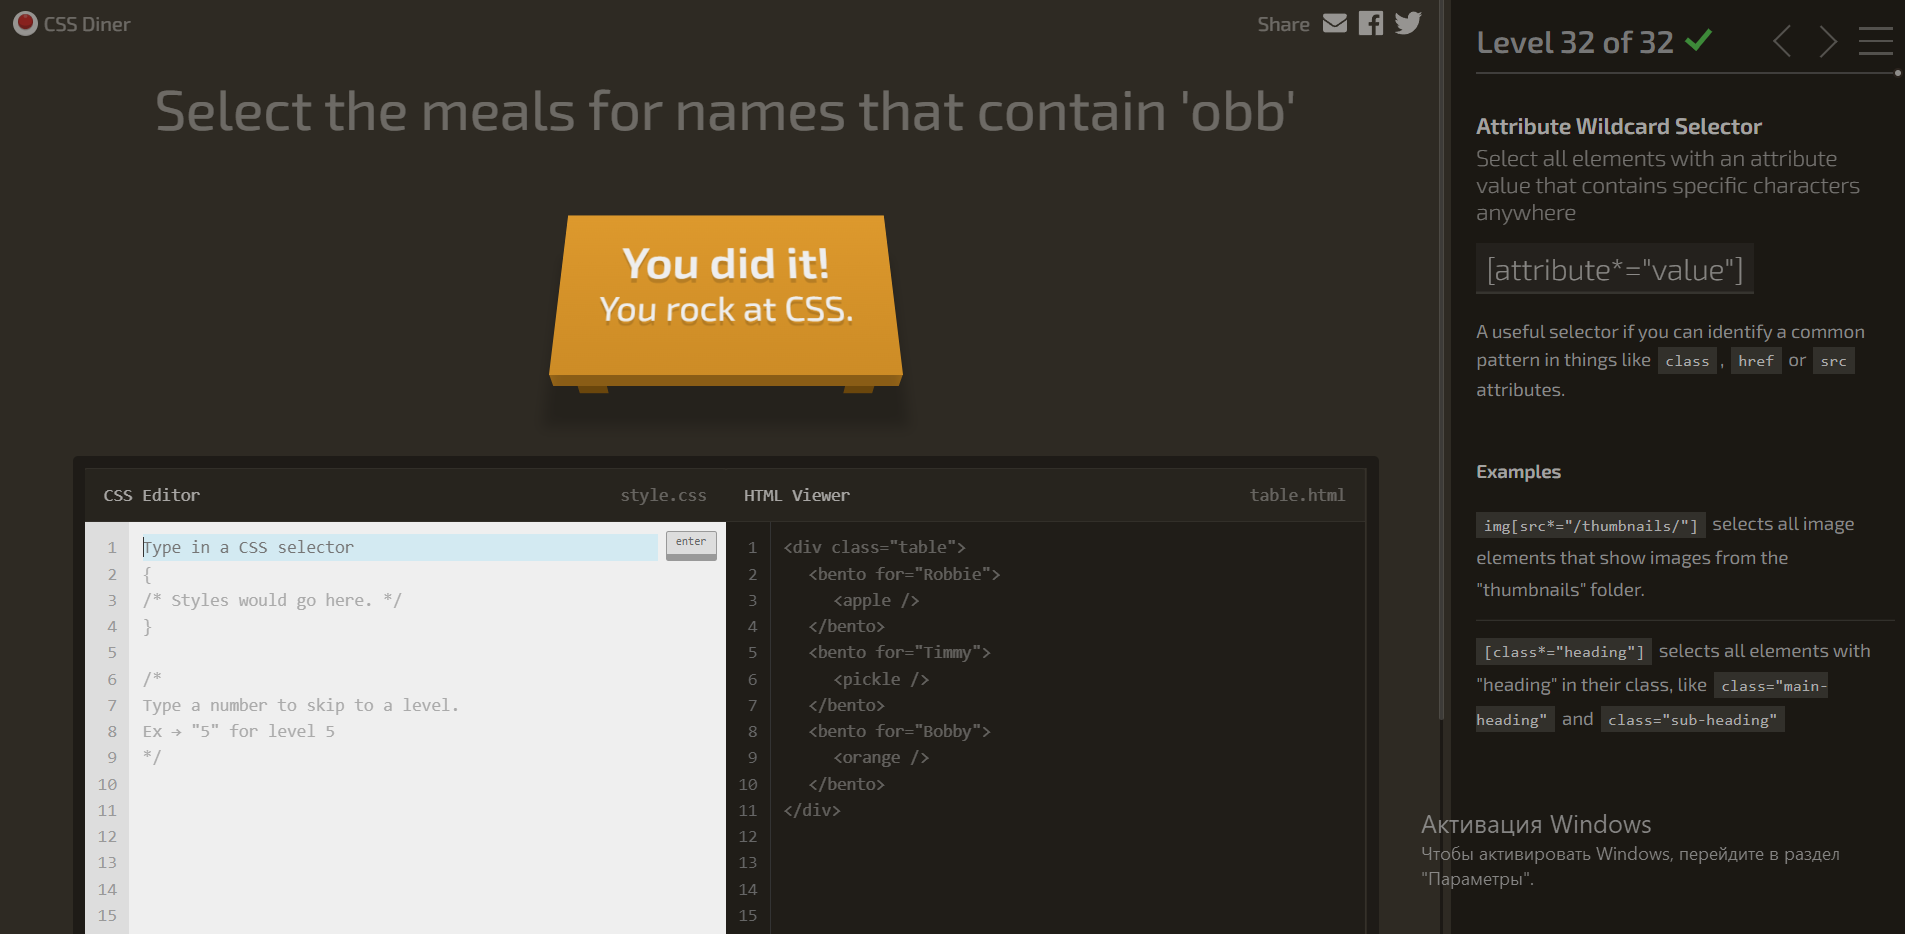 CSS Diner
Share
Select the meals for names that contain 'obb'
You did it!
You rock at CSS.
CSS Editor
style.css
HTML Viewer
table.html
1
2
3
4
5
6
7
8
9
10
11
12
13
14
15
Type in a CSS selector
enter
{
/* Styles would go here. */
}
/*
Type a number to skip to a level.
Ex → "5" for level 5
*/
1
2
3
4
5
6
7
8
9
10
11
12
13
14
15
<div class="table">
<bento for="Robbie">
<apple />
</bento>
<bento for="Timmy">
<pickle />
</bento>
<bento for="Bobby">
<orange />
</bento>
</div>
Level 32 of 32
Attribute Wildcard Selector
Select all elements with an attribute
value that contains specific characters
anywhere
[attribute*="value"]
A useful selector if you can identify a common
pattern in things like class , href or src
attributes.
Examples
img[src*="/thumbnails/"] selects all image
elements that show images from the
"thumbnails" folder.
[class*="heading"] selects all elements with
"heading" in their class, like class="main-
heading" and class="sub-heading"
Активация Windows
Чтобы активировать Windows, перейдите в раздел
"Параметры".